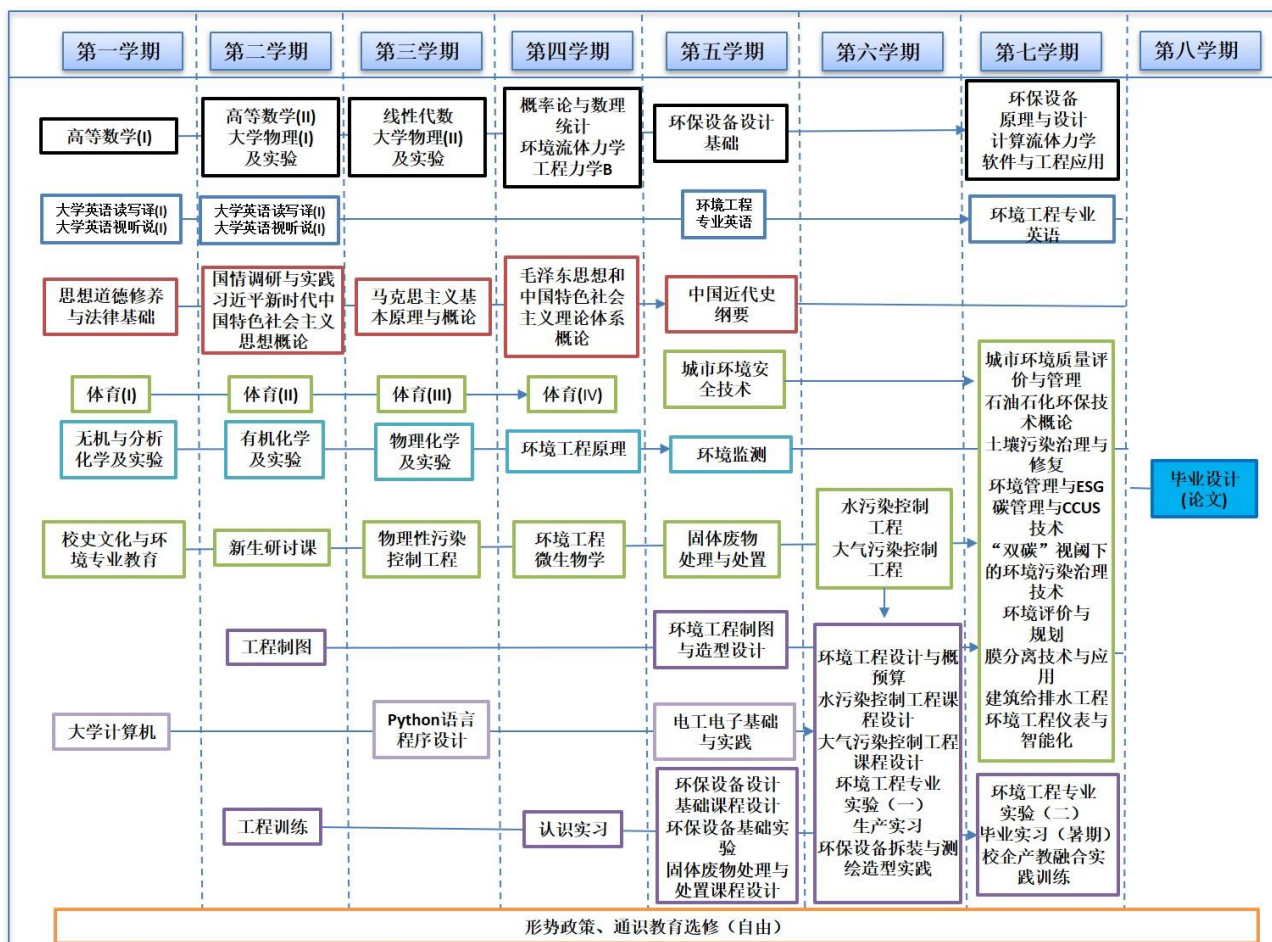 第一学期
第二学期
第三学期
第四学期
第五学期
第六学期
第七学期
第八学期
高等数学(I)
高等数学(II)
大学物理(I)
及实验
线性代数
大学物理(II)
及实验
概率论与数理
统计
环境流体力学
工程力学B
环保设备设计
基础
环保设备
原理与设计
计算流体力学
软件与工程应用
大学英语读写译(I)
大学英语视听说(I)
大学英语读写译(I)
大学英语视听说(I)
环境工程
专业英语
环境工程专业
英语
思想道德修养
与法律基础
国情调研与实践
习近平新时代中
国特色社会主义
思想概论
马克思主义基
本原理与概论
毛泽东思想和
中国特色社会
主义理论体系
概论
中国近代史
纲要
城市环境安
全技术
体育(I)
体育(II)
体育(III)
体育(IV)
无机与分析
化学及实验
有机化学
及实验
物理化学
及实验
环境工程原理
环境监测
城市环境质量评
价与管理
石油石化环保技
术概论
土壤污染治理与
修复
环境管理与ESG
碳管理与CCUS
技术
“双碳”视阈下
的环境污染治理
技术
环境评价与
规划
膜分离技术与应
用
建筑给排水工程
环境工程仪表与
智能化
毕业设计
(论文)
校史文化与环
境专业教育
新生研讨课
物理性污染
控制工程
环境工程
微生物学
固体废物
处理与处置
水污染控制
工程
大气污染控制
工程
工程制图
环境工程制图
与造型设计
环境工程设计与概
预算
水污染控制工程课
程设计
大气污染控制工程
课程设计
环境工程专业
实验（一）
生产实习
环保设备拆装与测
绘造型实践
大学计算机
Python语言
程序设计
电工电子基础
与实践
工程训练
认识实习
环保设备设计
基础课程设计
环保设备基础实
验
固体废物处理与
处置课程设计
环境工程专业
实验（二）
毕业实习（暑期）
校企产教融合实
践训练
形势政策、通识教育选修（自由）